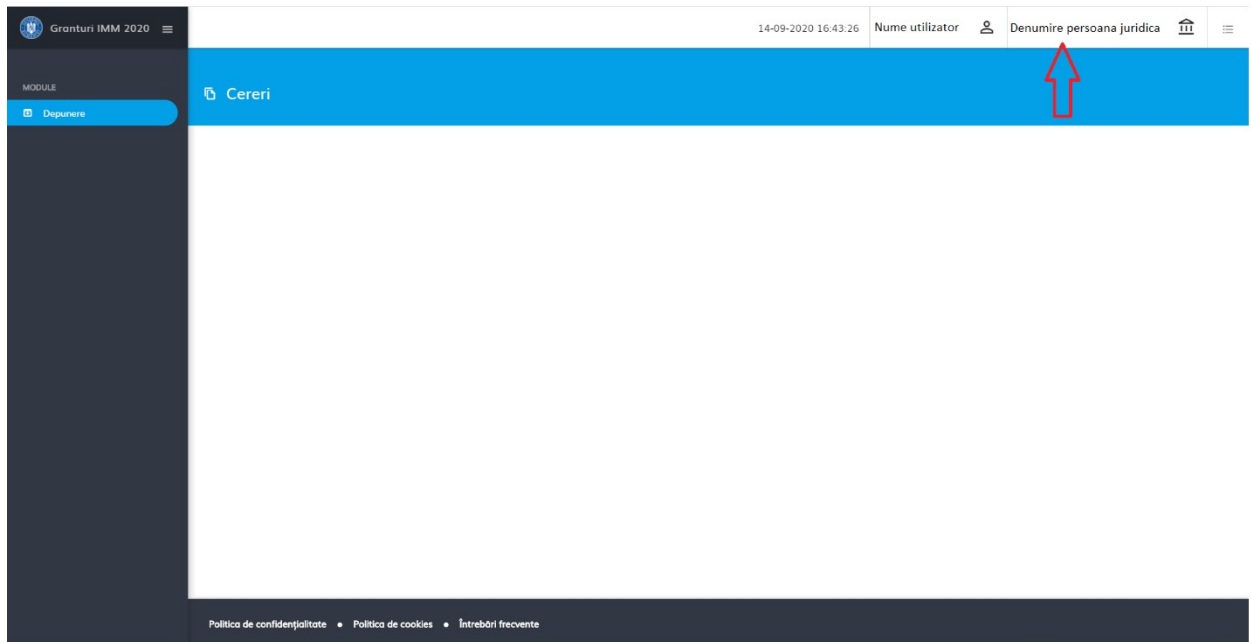 Granturi IMM 2020
14-09-2020 16:43:26 Nume utilizator Denumire persoana juridica
MODULE
Depunere
Cereri
Politica de confidențialitate • Politica de cookies • Întrebări frecvente